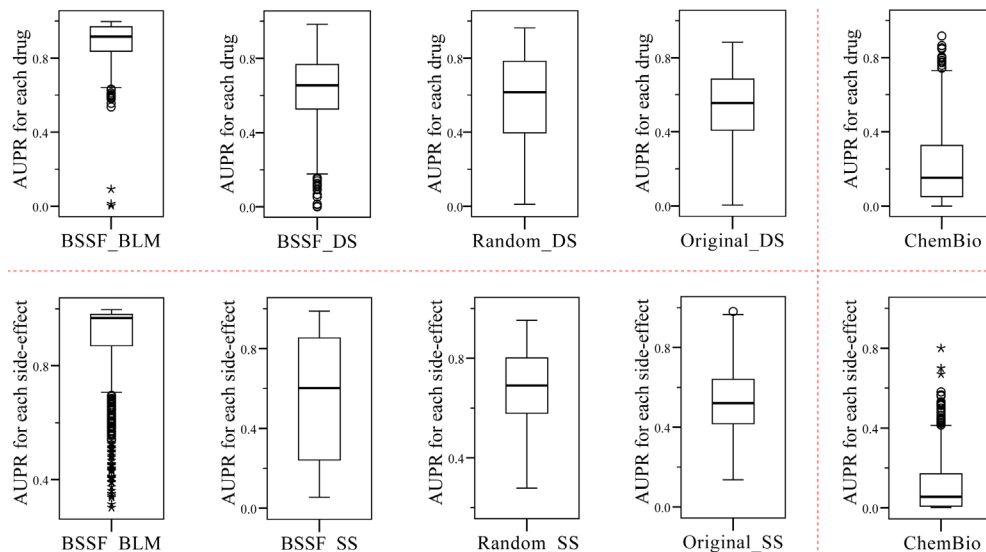 AUPR for each drug
0.8
0.4
0.0
BSSF_BLM
AUPR for each drug
0.8
0.4
0.0
BSSF_DS
AUPR for each drug
0.8
0.4
0.0
Random_DS
AUPR for each drug
0.8
0.4
0.0
Original_DS
AUPR for each drug
0.8
0.4
0.0
ChemBio
AUPR for each side-effect
0.8
0.4
BSSF_BLM
AUPR for each side-effect
0.8
0.4
0.0
BSSF_SS
AUPR for each side-effect
0.8
0.4
Random_SS
AUPR for each side-effect
0.8
0.4
0.0
Original_SS
AUPR for each side-effect
0.8
0.4
0.0
ChemBio